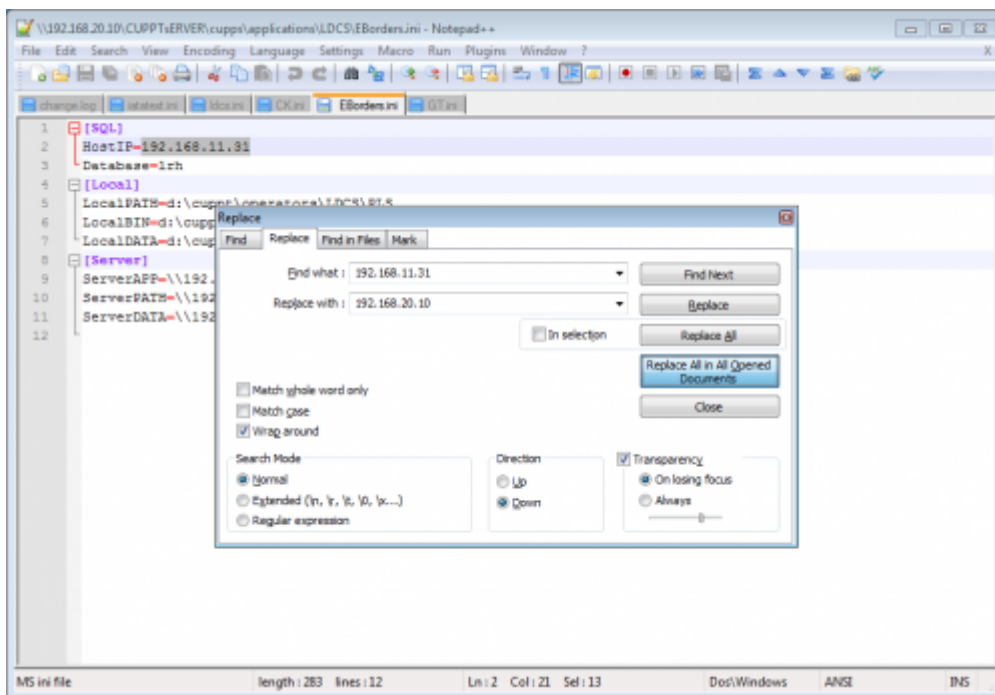 \\192.168.20.10\CUPPTsERVER\cupps\applications\LDCS\EBorders.ini - Notepad++
File Edit Search View Encoding Language Settings Macro Run Plugins Window ? X
change.log iatatest.ini ldcs.ini CK.ini EBorders.ini GT.ini
1 [SQL]
2 HostIP=192.168.11.31
3 Database=lrh
4 [Local]
5 LocalPATH=d:\cuppt\operators\LDCS\RLS
6 LocalBIN=d:\cupp
7 LocalDATA=d:\cup
8 [Server]
9 ServerAPP=\\192.
10 ServerPATH=\\192
11 ServerDATA=\\192
12
Replace
Find Replace Find in Files Mark
Find what : 192.168.11.31 Find Next
Replace with : 192.168.20.10 Replace
In selection Replace All
Replace All in All Opened
Documents
Match whole word only
Match case Close
Wrap around
Search Mode Direction Transparency
Normal Up On losing focus
Extended (\n, \r, \t, \0, \x...) Down Always
Regular expression
MS ini file length : 283 lines : 12 Ln : 2 Col : 21 Sel : 13 Dos\Windows ANSI INS